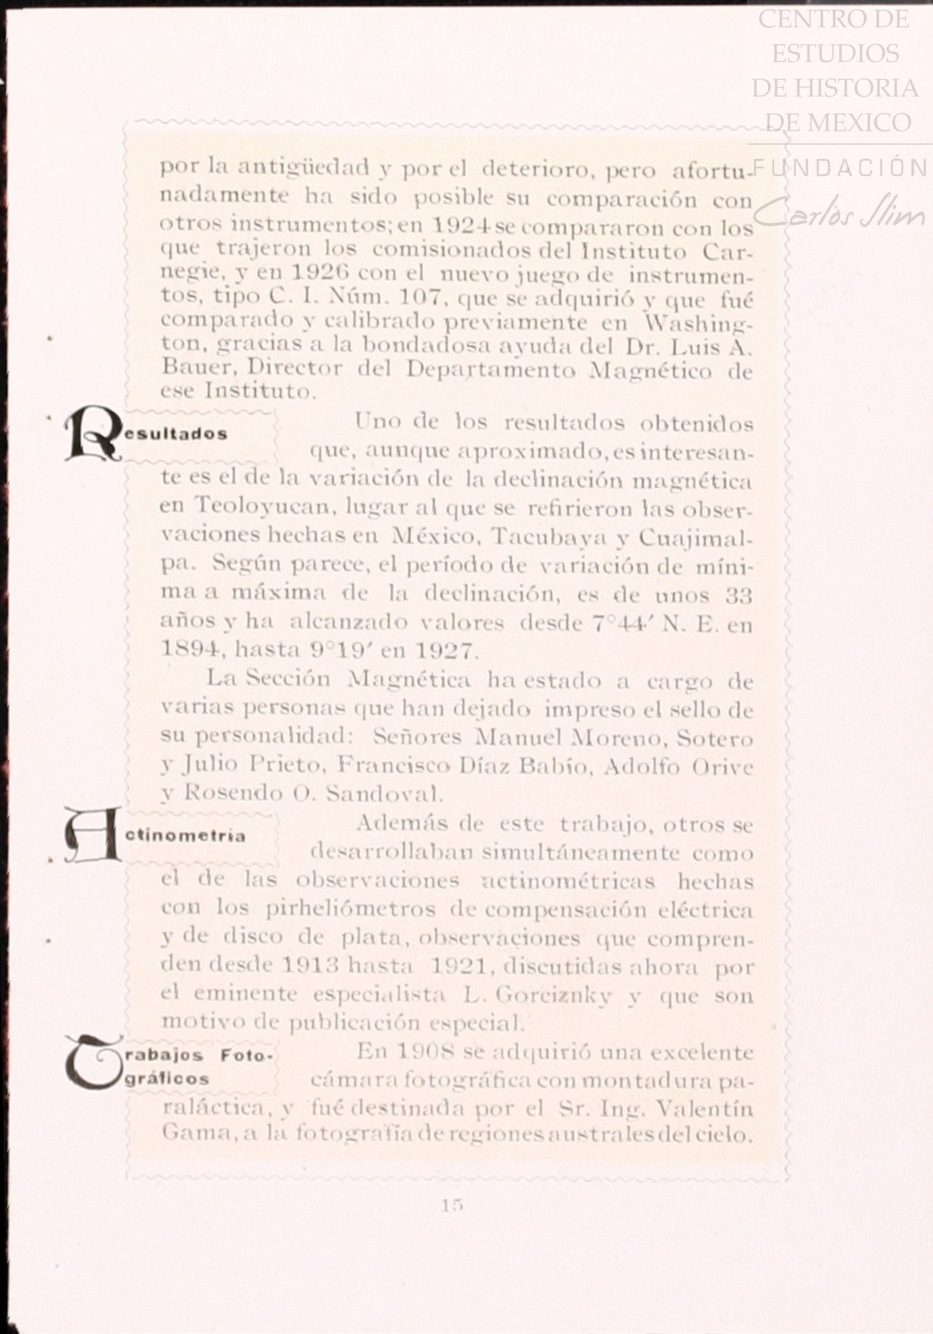 CENTRO DE
ESTUDIOS
DE HISTORIA
DE MEXICO
FUNDACIÓN
Carlos Slim
por la antigüedad y por el deterioro, pero afortu-
nadamente ha sido posible su comparación con
otros instrumentos; en 1924 se compararon con los
que trajeron los comisionados del Instituto Car-
negie, y en 1926 con el nuevo juego de instrumen-
tos, tipo C. I. Núm. 107, que se adquirió y que fué
comparado y calibrado previamente en Washing-
ton, gracias a la bondadosa ayuda del Dr. Luis A.
Bauer, Director del Departamento Magnético de
ese Instituto.
Resultados
Uno de los resultados obtenidos
que, aunque aproximado, es interesan-
te es el de la variación de la declinación magnética
en Teoloyucan, lugar al que se refirieron las obser-
vaciones hechas en México, Tacubaya y Cuajimal-
pa. Según parece, el período de variación de míni-
ma a máxima de la declinación, es de unos 33
años y ha alcanzado valores desde 7°44′ N. E. en
1894, hasta 9°19′ en 1927.
La Sección Magnética ha estado a cargo de
varias personas que han dejado impreso el sello de
su personalidad: Señores Manuel Moreno, Sotero
y Julio Prieto, Francisco Díaz Babío, Adolfo Orive
y Rosendo O. Sandoval.
Actinometría
Además de este trabajo, otros se
desarrollaban simultáneamente como
el de las observaciones actinométricas hechas
con los pirheliómetros de compensación eléctrica
y de disco de plata, observaciones que compren-
den desde 1913 hasta 1921, discutidas ahora por
el eminente especialista L. Gorciznky y que son
motivo de publicación especial.
Trabajos Foto-
gráficos
En 1908 se adquirió una excelente
cámara fotográfica con montadura pa-
raláctica, y fué destinada por el Sr. Ing. Valentín
Gama, a la fotografía de regiones australes del cielo.
15